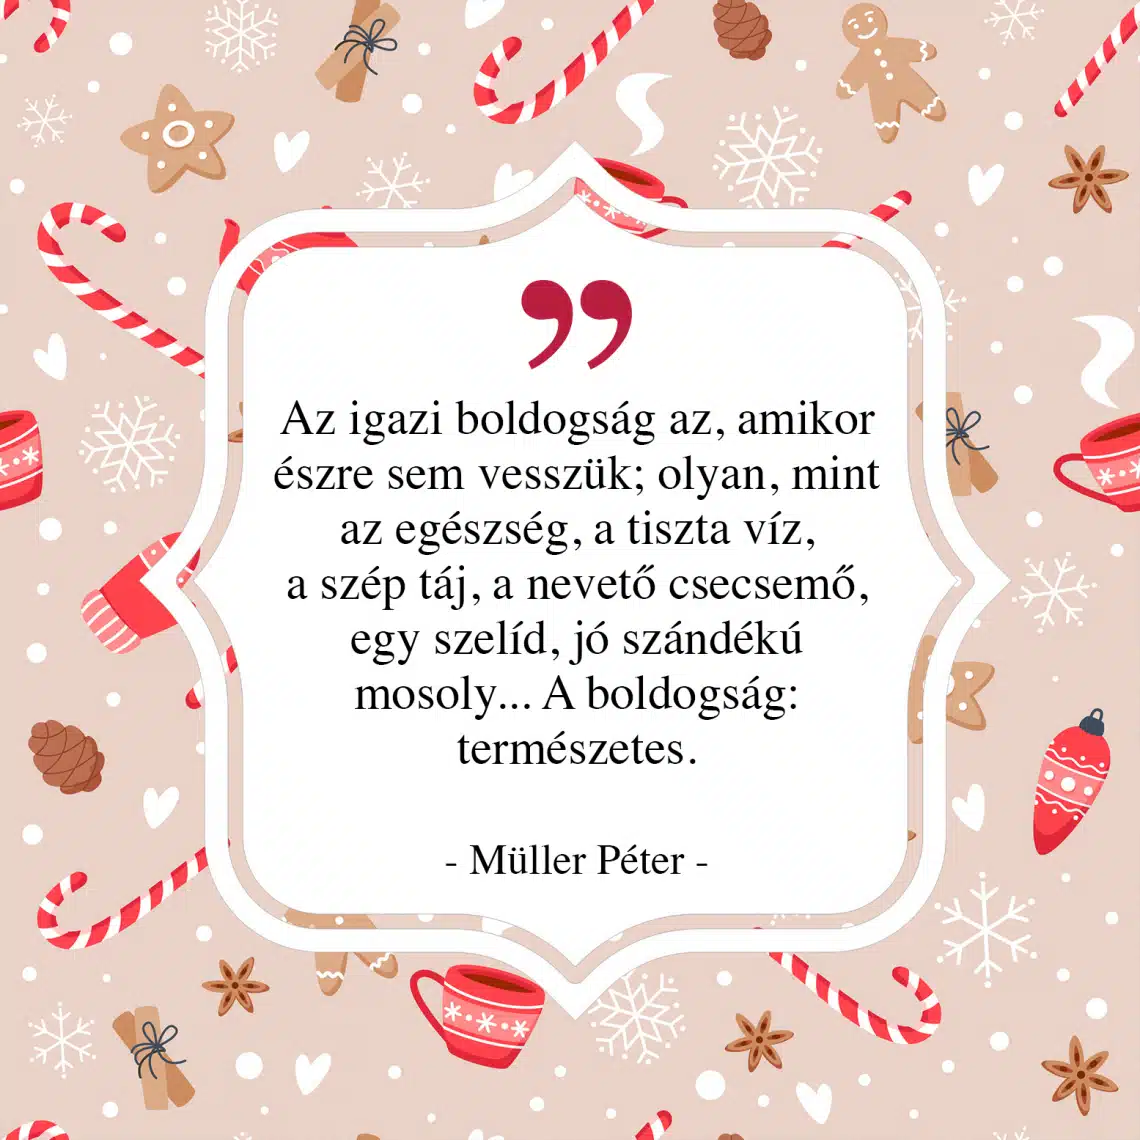 ”
Az igazi boldogság az, amikor
észre sem vesszük; olyan, mint
az egészség, a tiszta víz,
a szép táj, a nevető csecsemő,
egy szelíd, jó szándékú
mosoly... A boldogság:
természetes.
- Müller Péter -